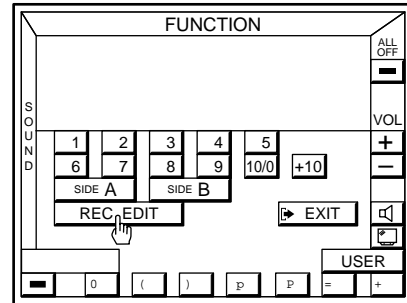 FUNCTION
ALL
OFF
SOUND
VOL
1 2 3 4 5 +
6 7 8 9 10/0 +10 −
SIDE A SIDE B
REC EDIT EXIT
USER
0 ( ) p P = +